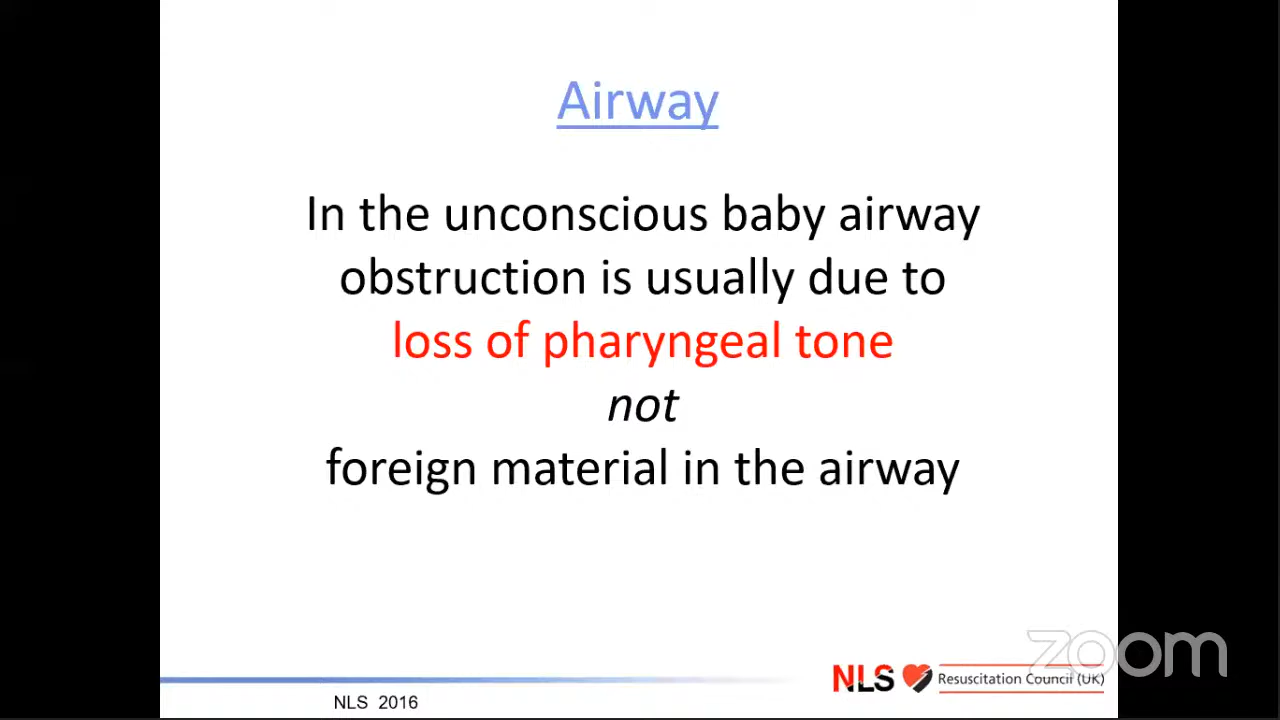 Airway
In the unconscious baby airway
obstruction is usually due to
loss of pharyngeal tone
not
foreign material in the airway
zoom
NLS Resuscitation Council (UK)
NLS 2016